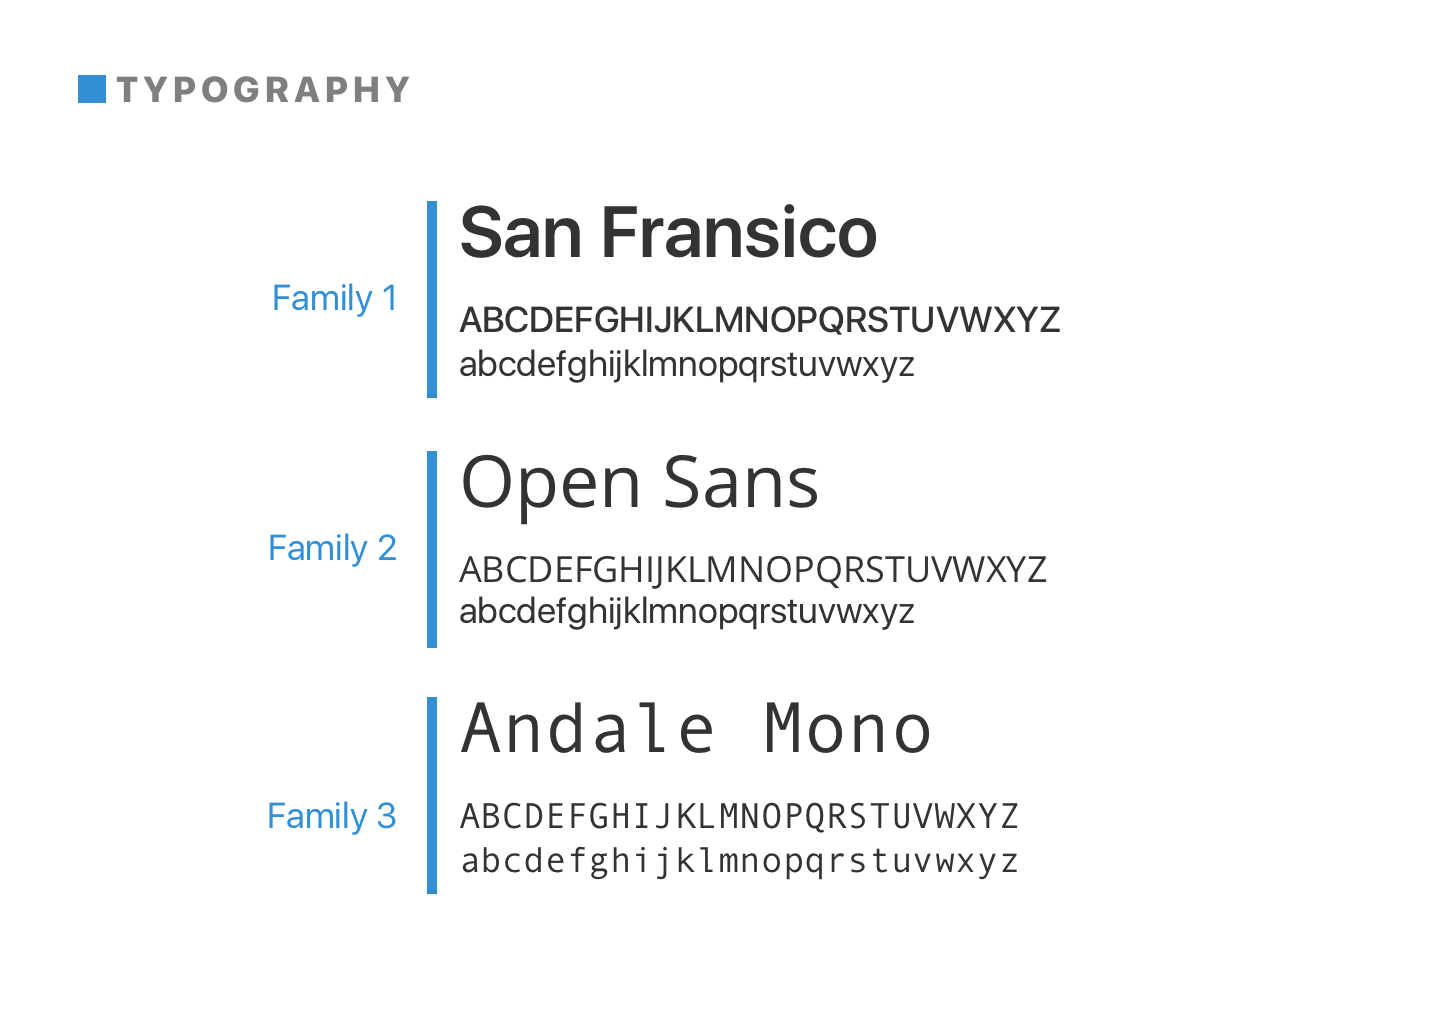 TYPOGRAPHY
Family 1
San Fransico
ABCDEFGHIJKLMNOPQRSTUVWXYZ
abcdefghijklmnopqrstuvwxyz
Family 2
Open Sans
ABCDEFGHIJKLMNOPQRSTUVWXYZ
abcdefghijklmnopqrstuvwxyz
Family 3
Andale Mono
ABCDEFGHIJKLMNOPQRSTUVWXYZ
abcdefghijklmnopqrstuvwxyz